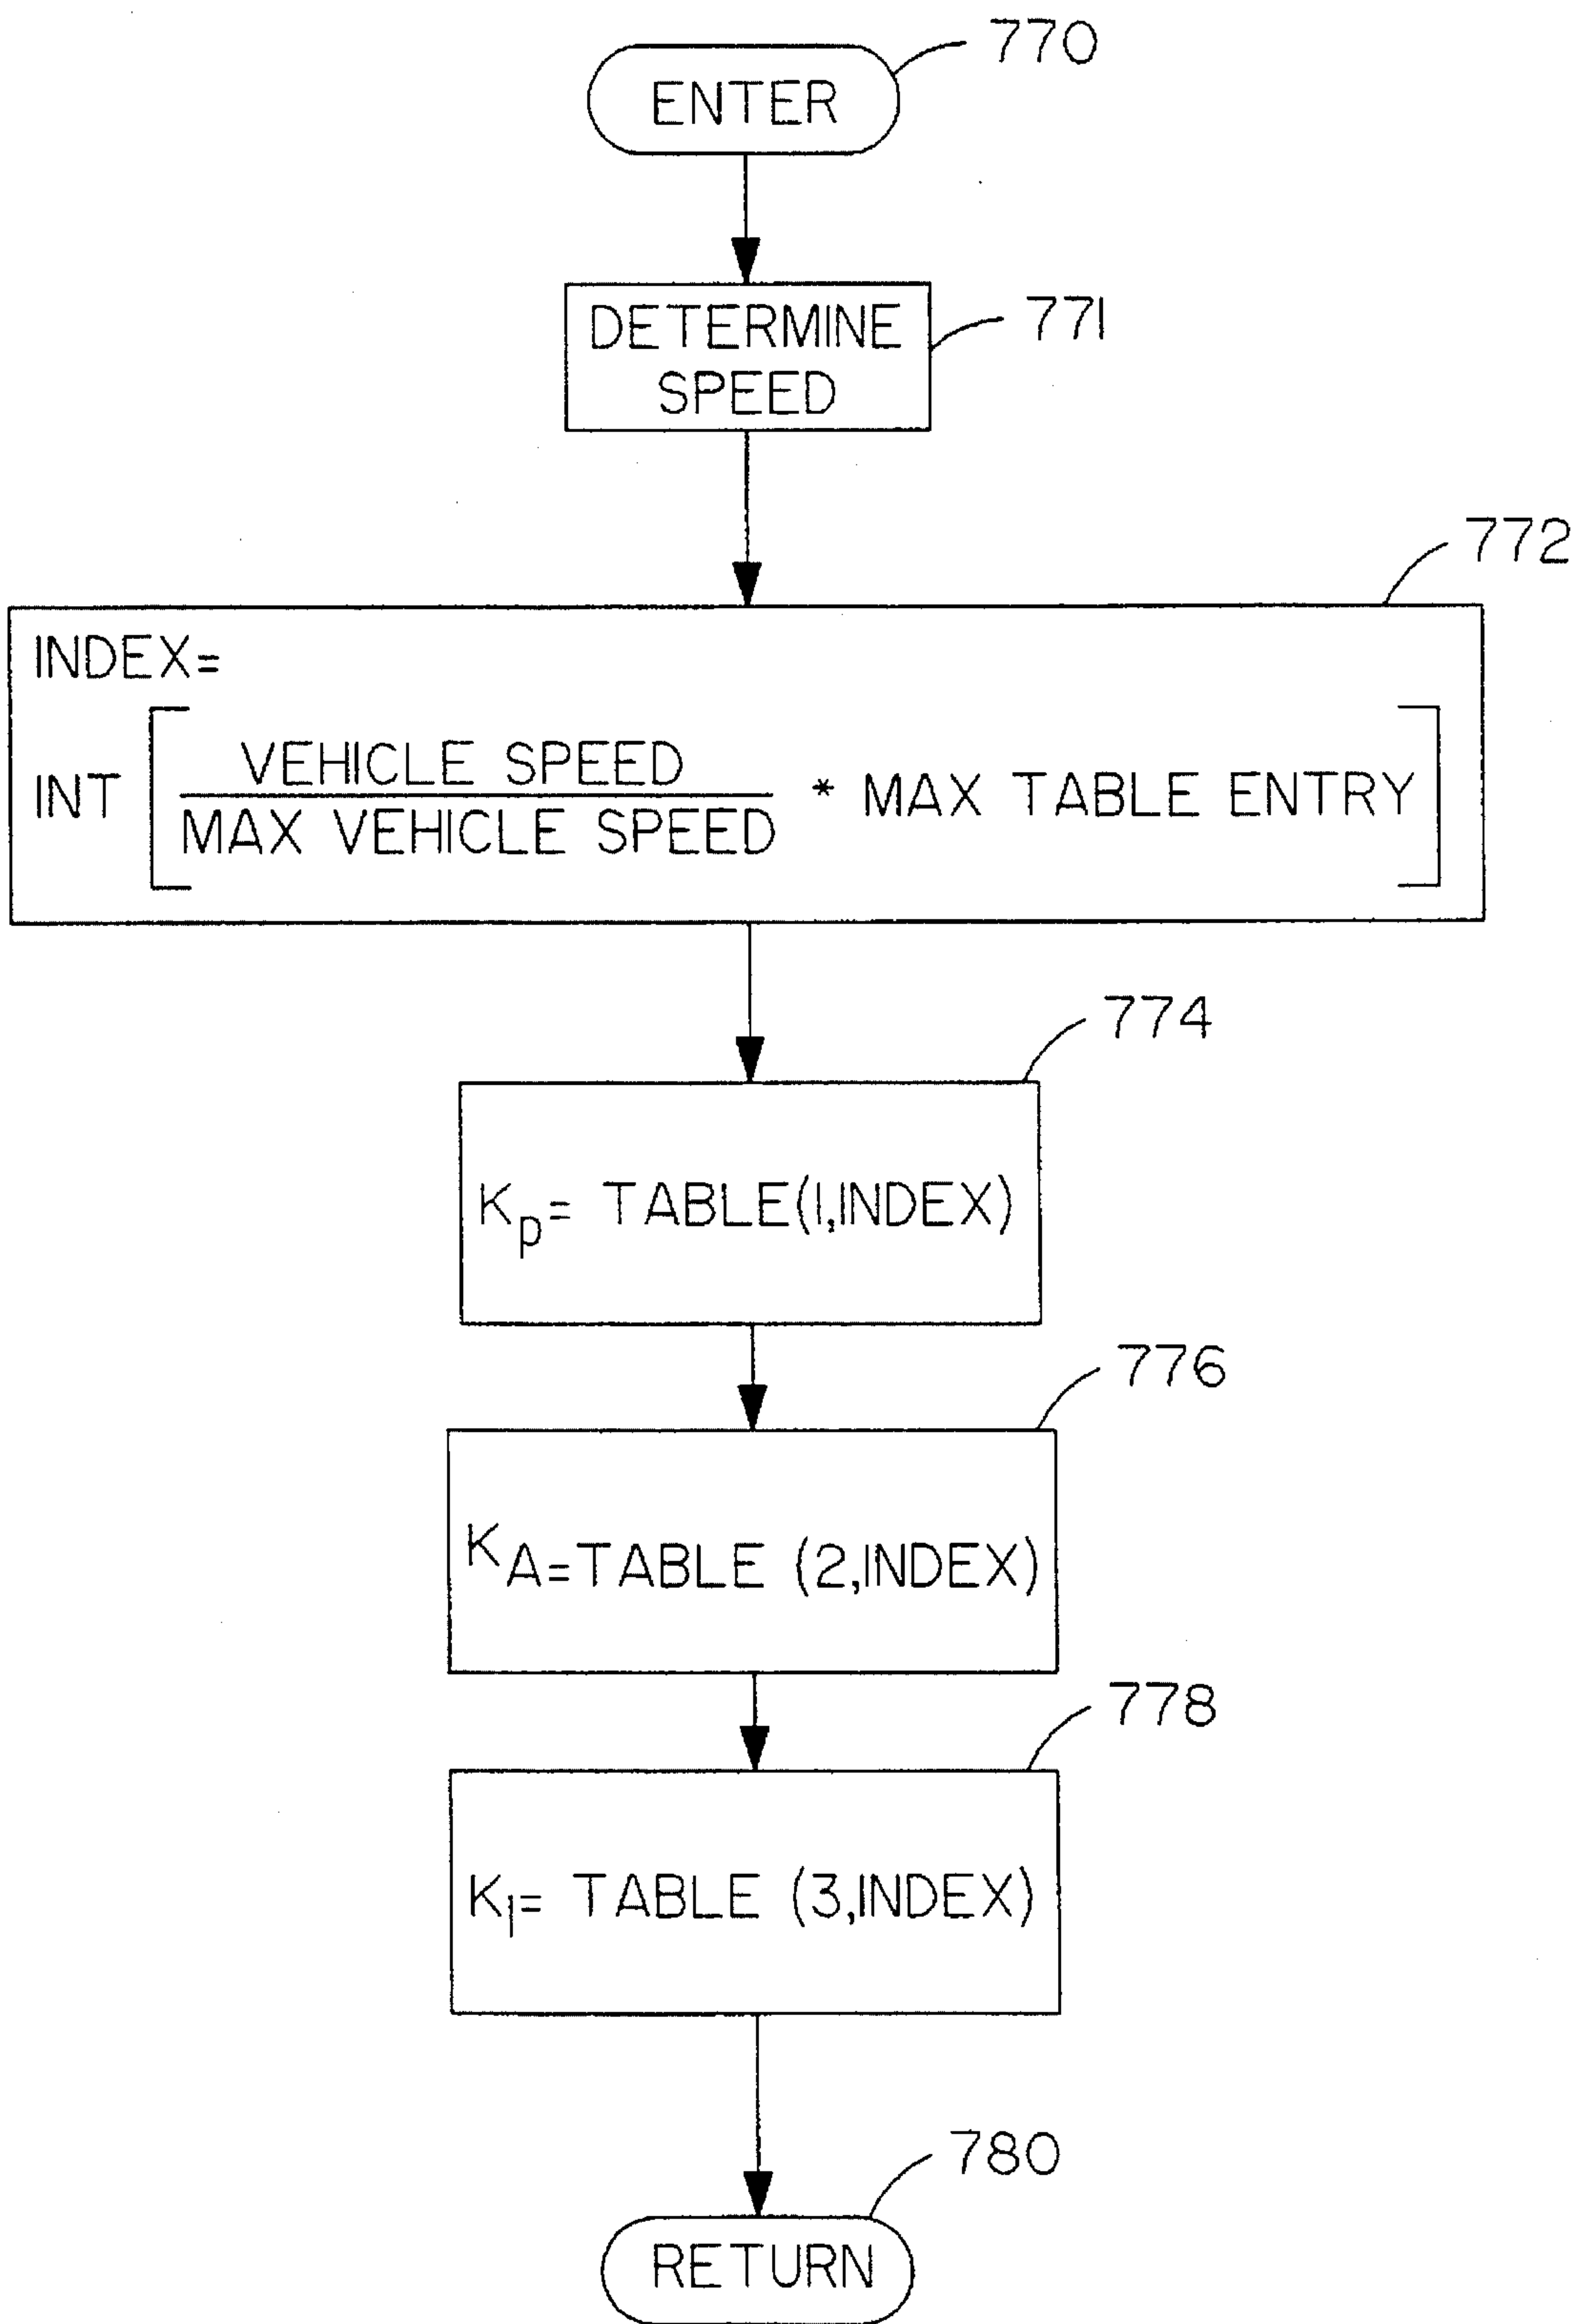 770
ENTER
771
DETERMINE
SPEED
772
INDEX=
INT [ VEHICLE SPEED
MAX VEHICLE SPEED * MAX TABLE ENTRY ]
774
Kp= TABLE(1,INDEX)
776
KA=TABLE (2,INDEX)
778
KI= TABLE (3,INDEX)
780
RETURN